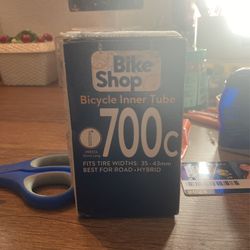 Bike
Shop
Bicycle Inner Tube
700c
FITS TIRE WIDTHS: 35 - 43mm
BEST FOR ROAD • HYBRID